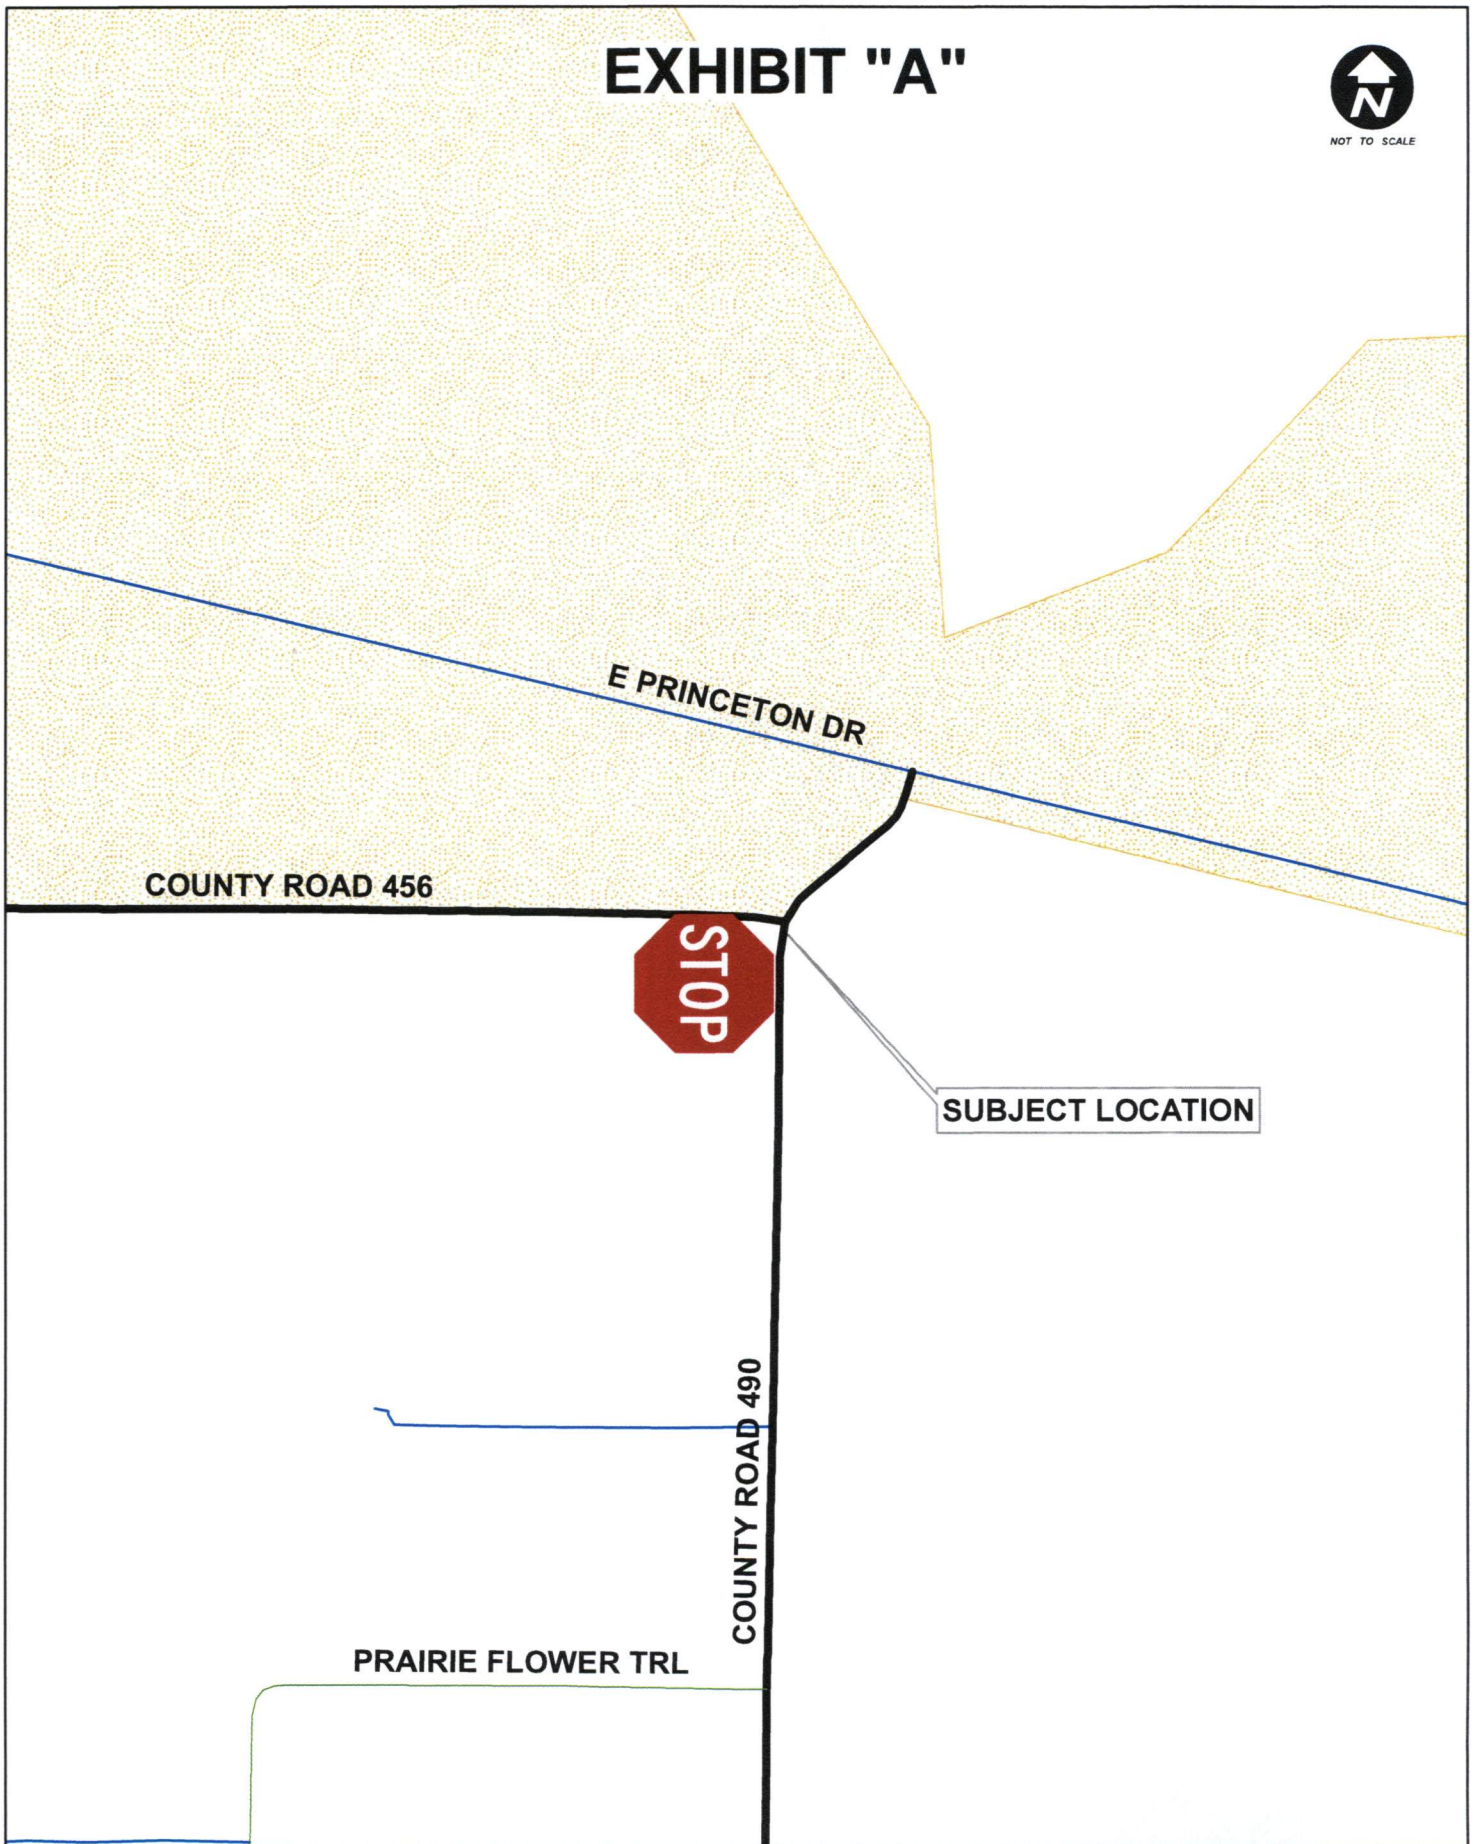 EXHIBIT "A"
N
NOT TO SCALE
E PRINCETON DR
COUNTY ROAD 456
STOP
SUBJECT LOCATION
COUNTY ROAD 490
PRAIRIE FLOWER TRL